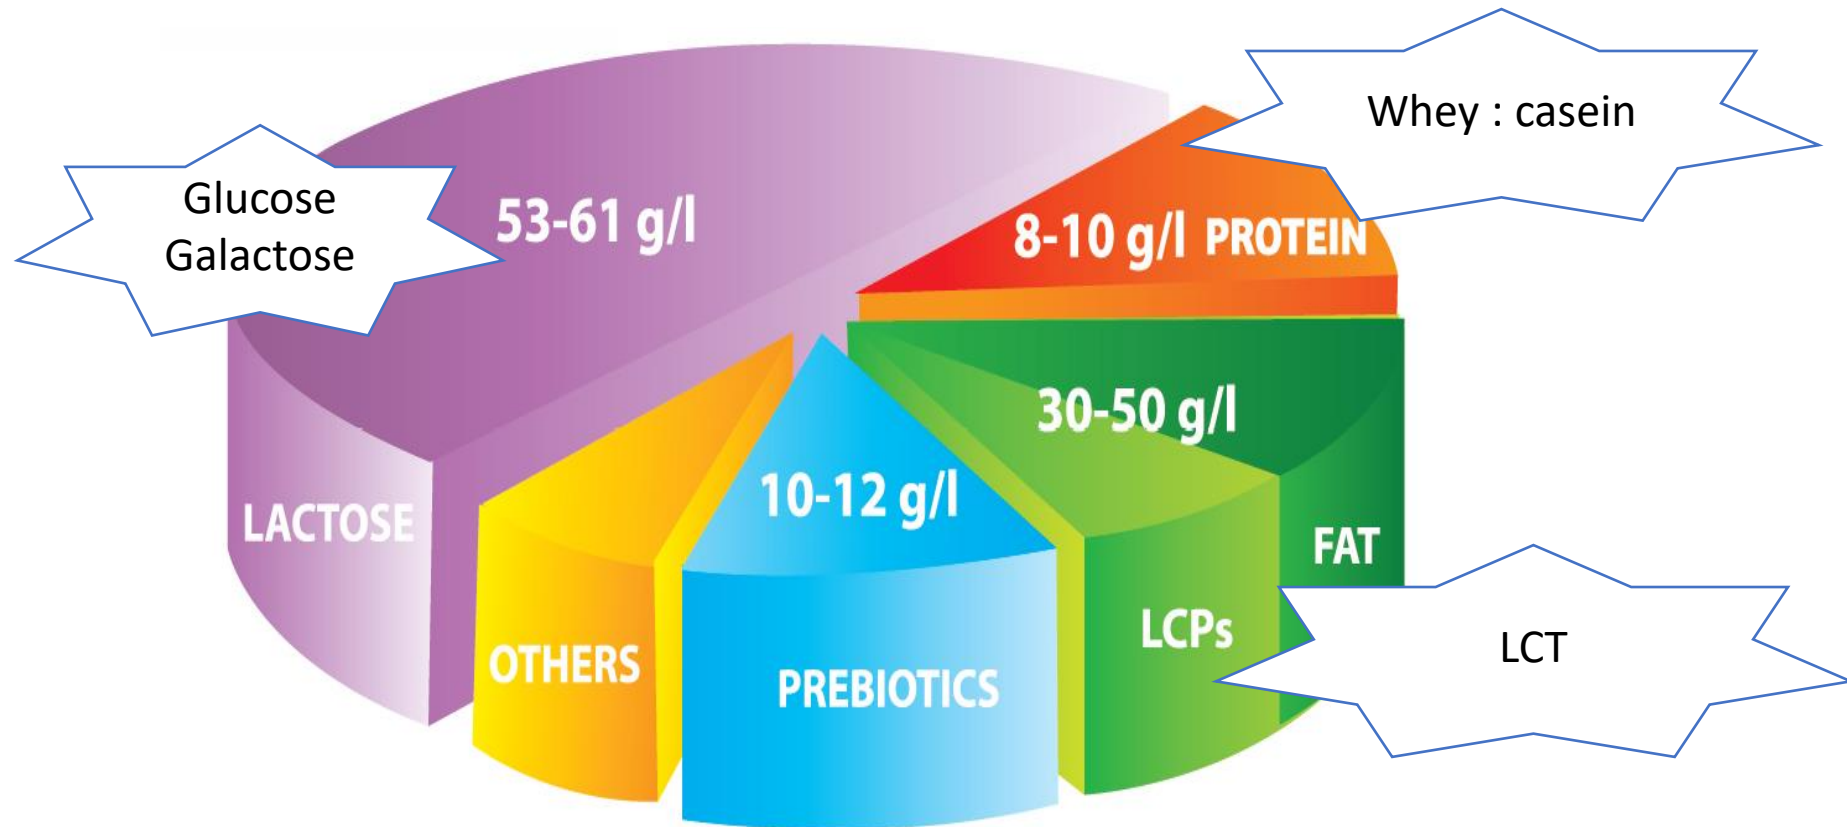 Whey : casein
Glucose
Galactose
53-61 g/l
8-10 g/l PROTEIN
30-50 g/l
10-12 g/l
LACTOSE
FAT
LCPs
LCT
OTHERS
PREBIOTICS